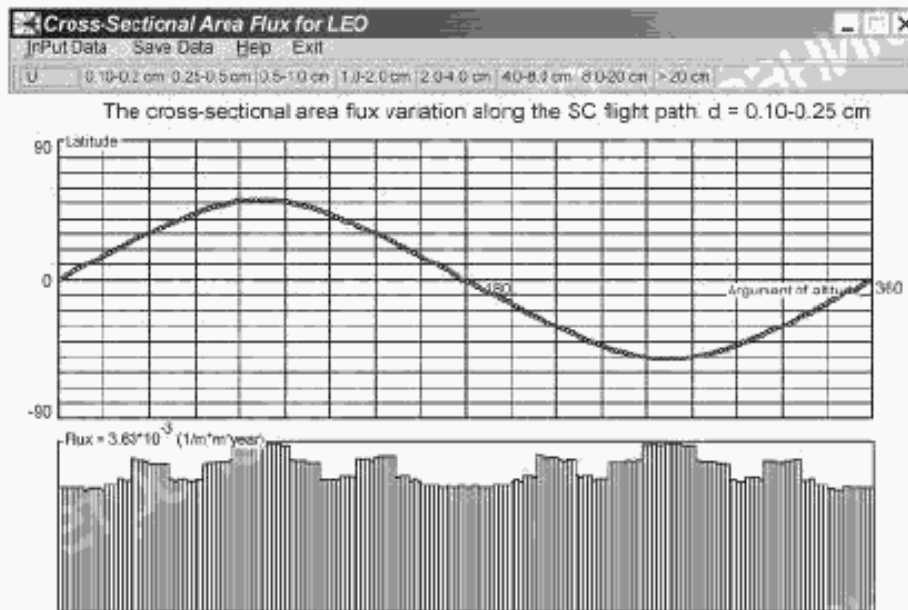 Cross-Sectional Area Flux for LEO
InPut Data Save Data Help Exit
U 0.10-0.2 cm 0.25-0.5 cm 0.5-1.0 cm 1.0-2.0 cm 2.0-4.0 cm 4.0-8.0 cm 8.0-20 cm > 20 cm
The cross-sectional area flux variation along the SC flight path. d = 0.10-0.25 cm
90 Latitude
0 180 Argument of latitude 360
-90
Flux = 3.63*10^-3 (1/m*m*year)